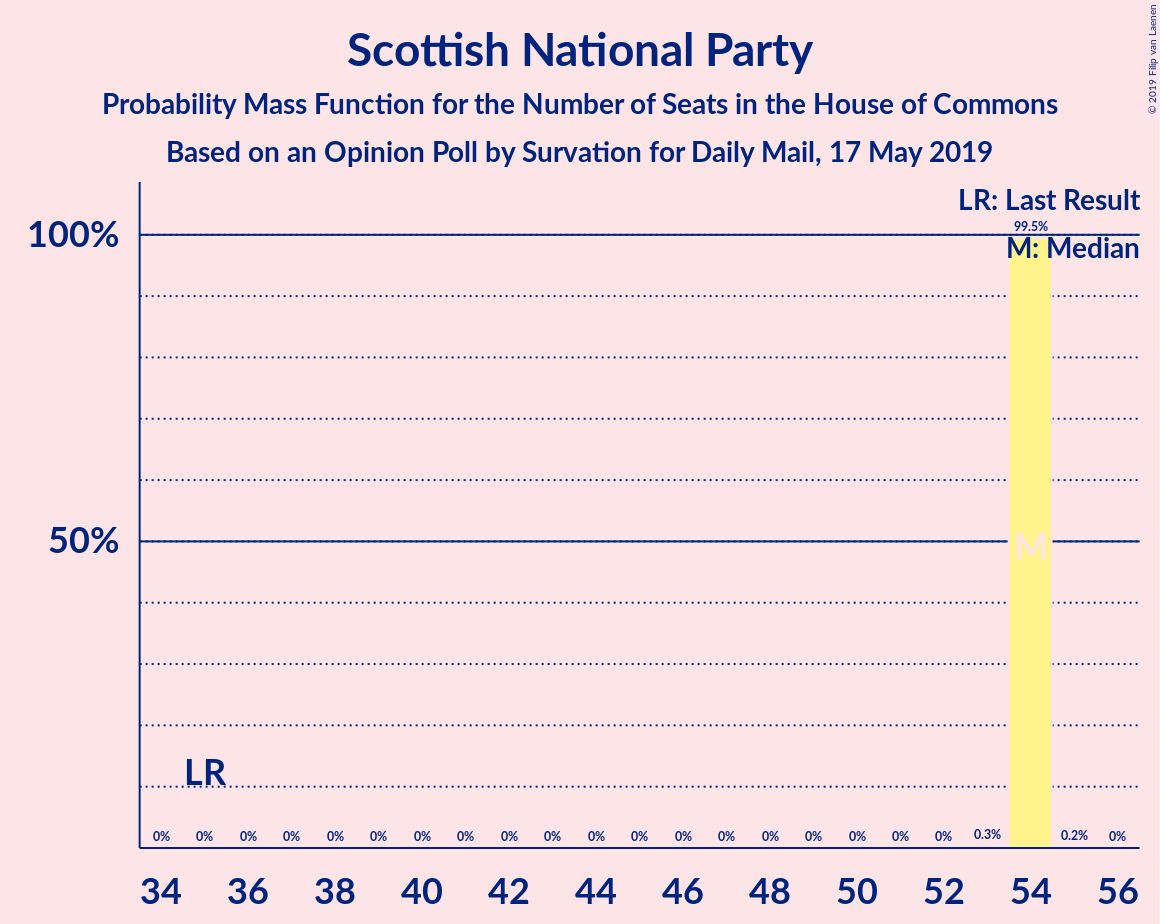 Scottish National Party
Probability Mass Function for the Number of Seats in the House of Commons
Based on an Opinion Poll by Survation for Daily Mail, 17 May 2019
© 2019 Filip van Laenen
LR: Last Result
M: Median
100%
99.5%
50%
M
LR
0% 0% 0% 0% 0% 0% 0% 0% 0% 0% 0% 0% 0% 0% 0% 0% 0% 0% 0% 0.3% 0.2% 0%
34 36 38 40 42 44 46 48 50 52 54 56